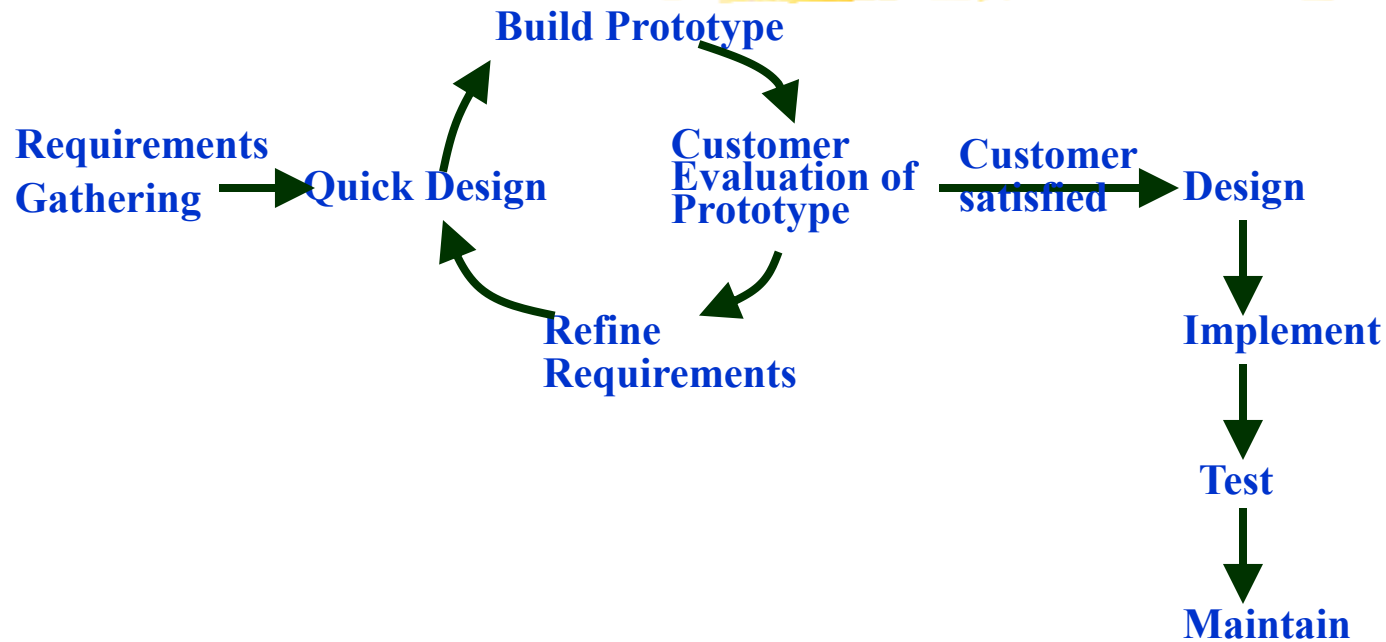 Build Prototype
Requirements
Gathering
Quick Design
Customer
Evaluation of
Prototype
Customer
satisfied
Design
Refine
Requirements
Implement
Test
Maintain